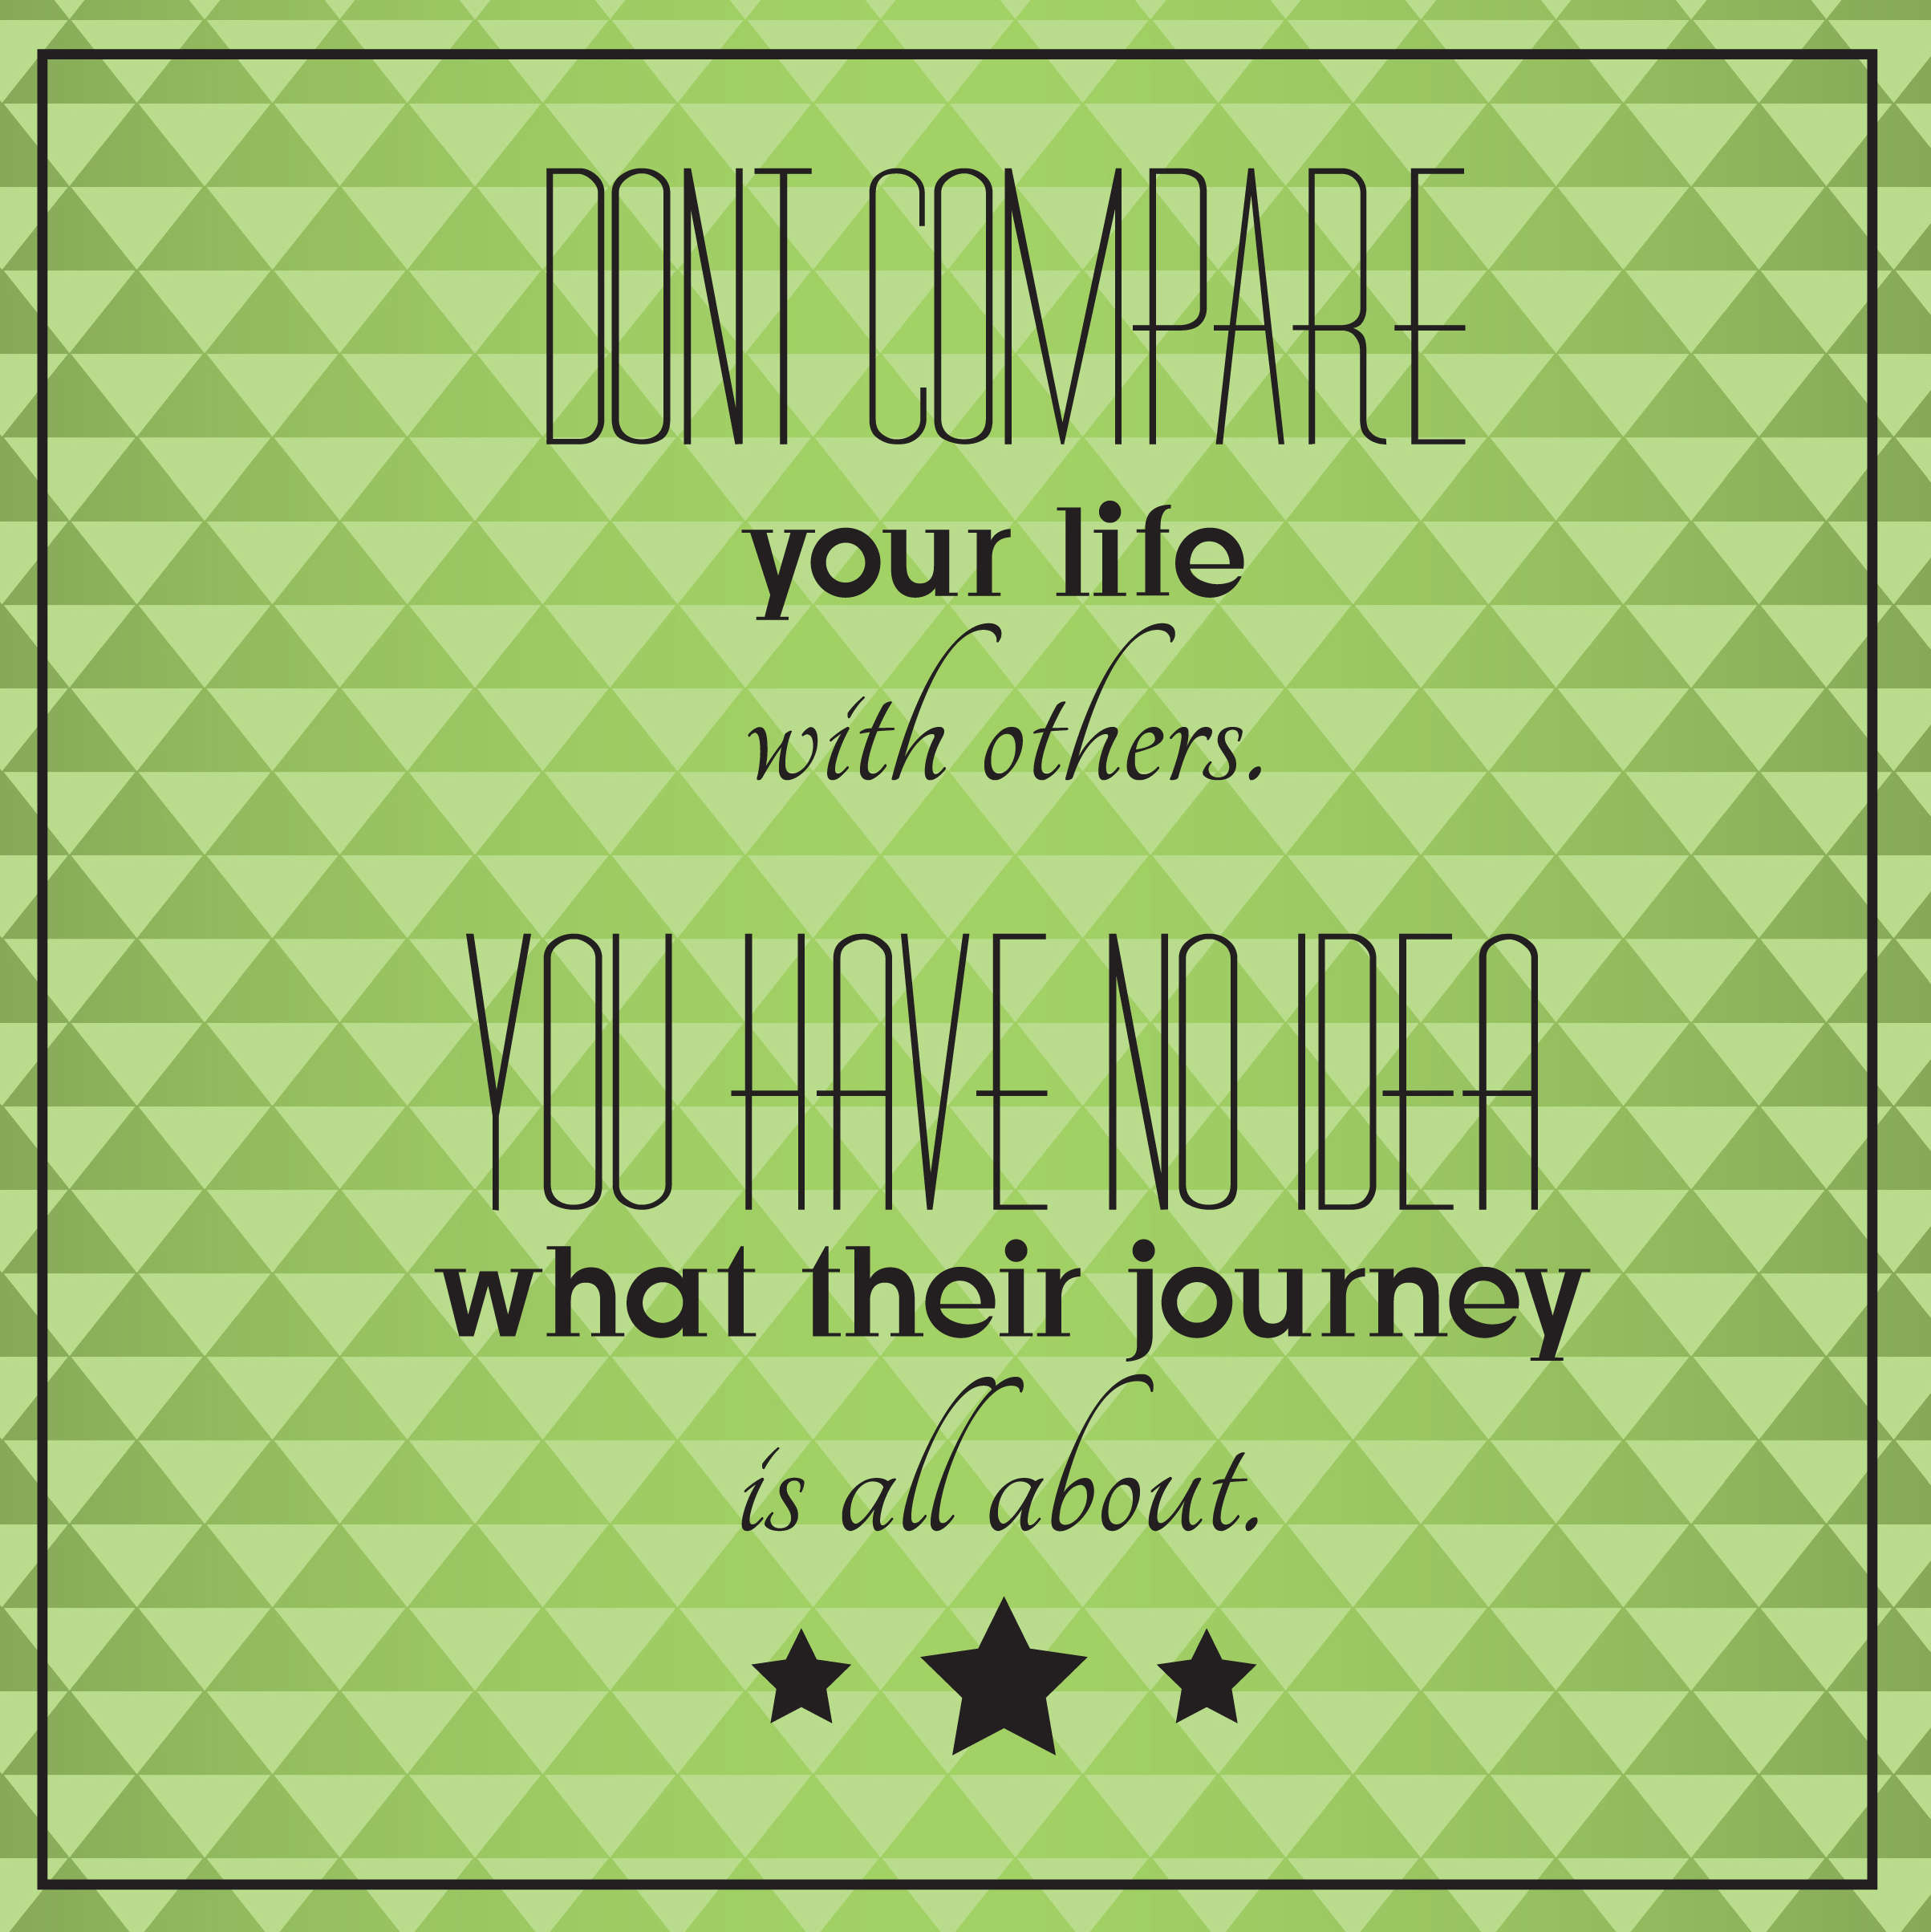 DONT COMPARE
your life
with others.
YOU HAVE NO IDEA
what their journey
is all about.